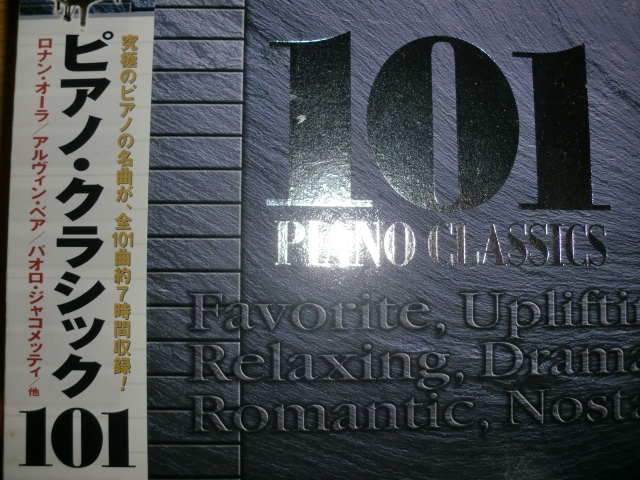 究極のピアノの名曲が、全101曲約7時間収録!
ピアノ・クラシック
101
ロナン・オーラ/アルヴィン・ベア/パオロ・ジャコメッティ/他
101
PIANO CLASSICS
Favorite, Uplifti
Relaxing, Drama
Romantic, Nosta